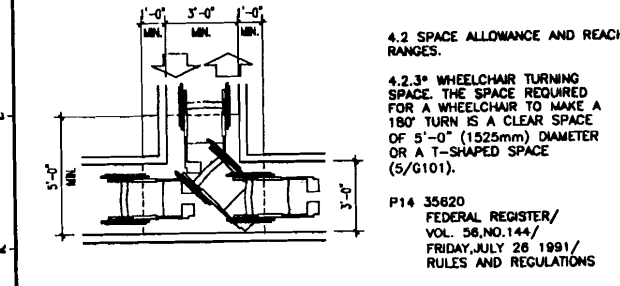 1'-0" 3'-0" 1'-0"
MIN. MIN. MIN.
5'-0"
MIN.
3'-0"
4.2 SPACE ALLOWANCE AND REACH
RANGES.
4.2.3* WHEELCHAIR TURNING
SPACE. THE SPACE REQUIRED
FOR A WHEELCHAIR TO MAKE A
180° TURN IS A CLEAR SPACE
OF 5'-0" (1525mm) DIAMETER
OR A T-SHAPED SPACE
(5/G101).
P14 35620
FEDERAL REGISTER/
VOL. 56,NO.144/
FRIDAY,JULY 26 1991/
RULES AND REGULATIONS